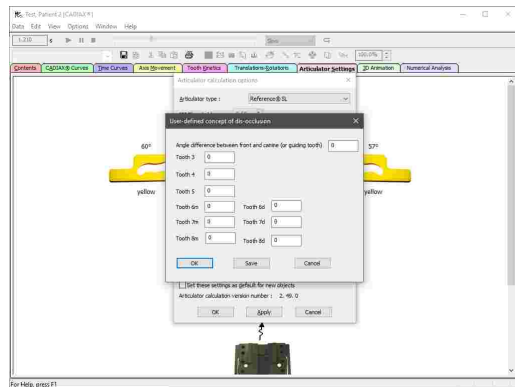 Test, Patient 2 [CADIAX®]
Data Edit View Options Window Help
1.210 s Slow
100.0%
Contents CADIAX® Curves Time Curves Axis Movement Tooth Kinetics Translations-Rotations Articulator Settings 3D Animation Numerical Analysis
Articulator calculation options
Articulator type : Reference® SL
User-defined concept of dis-occlusion
60° 57°
Angle difference between front and canine (or guiding tooth) 0
Tooth 3 0
Tooth 4 0
yellow yellow
Tooth 5 0
Tooth 6m 0 Tooth 6d 0
Tooth 7m 0 Tooth 7d 0
Tooth 8m 0 Tooth 8d 0
OK Save Cancel
Set these settings as default for new objects
Articulator calculation version number : 2. 49. 0
OK Apply Cancel
For Help, press F1